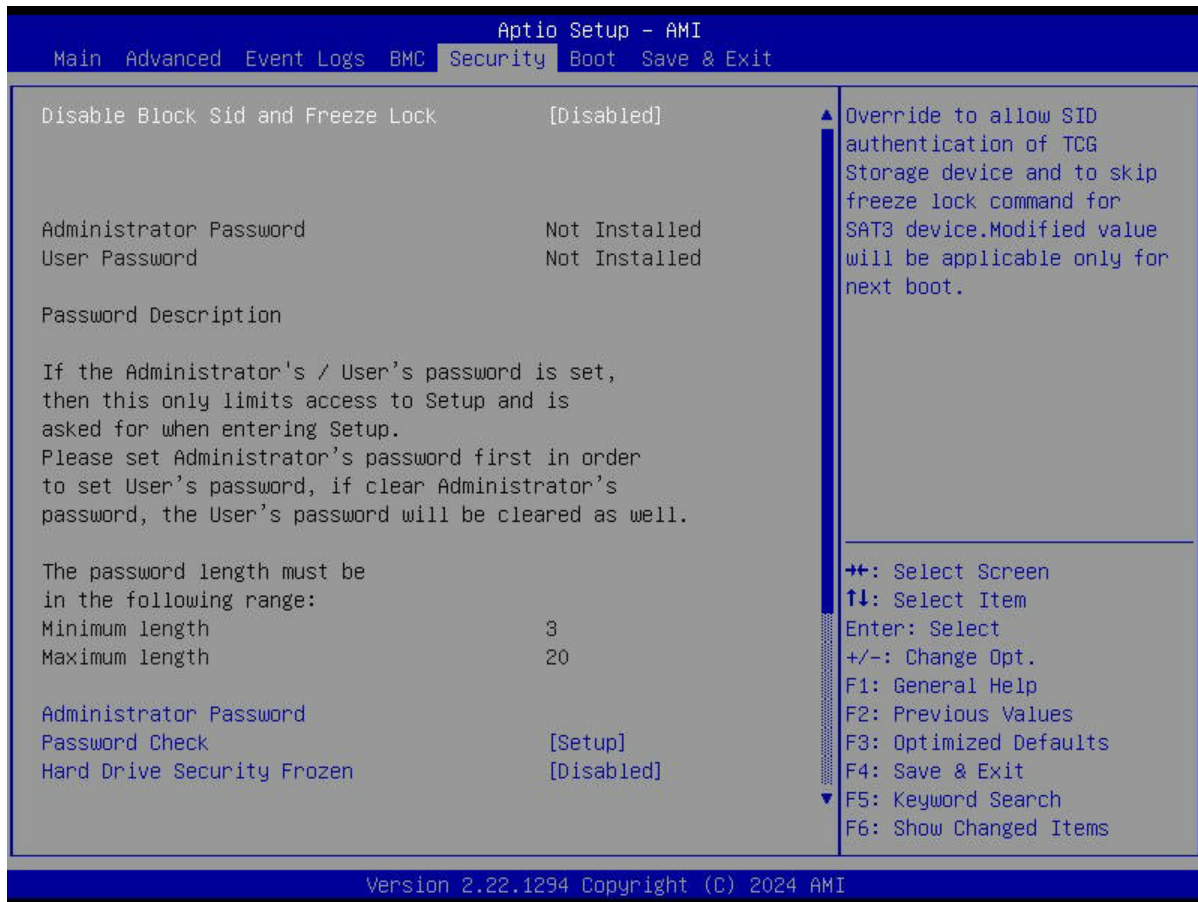 Aptio Setup – AMI
Main Advanced Event Logs BMC Security Boot Save & Exit
Disable Block Sid and Freeze Lock [Disabled]
Administrator Password Not Installed
User Password Not Installed
Password Description
If the Administrator's / User's password is set,
then this only limits access to Setup and is
asked for when entering Setup.
Please set Administrator's password first in order
to set User's password, if clear Administrator's
password, the User's password will be cleared as well.
The password length must be
in the following range:
Minimum length 3
Maximum length 20
Administrator Password
Password Check [Setup]
Hard Drive Security Frozen [Disabled]
Override to allow SID
authentication of TCG
Storage device and to skip
freeze lock command for
SAT3 device.Modified value
will be applicable only for
next boot.
→←: Select Screen
↑↓: Select Item
Enter: Select
+/-: Change Opt.
F1: General Help
F2: Previous Values
F3: Optimized Defaults
F4: Save & Exit
F5: Keyword Search
F6: Show Changed Items
Version 2.22.1294 Copyright (C) 2024 AMI